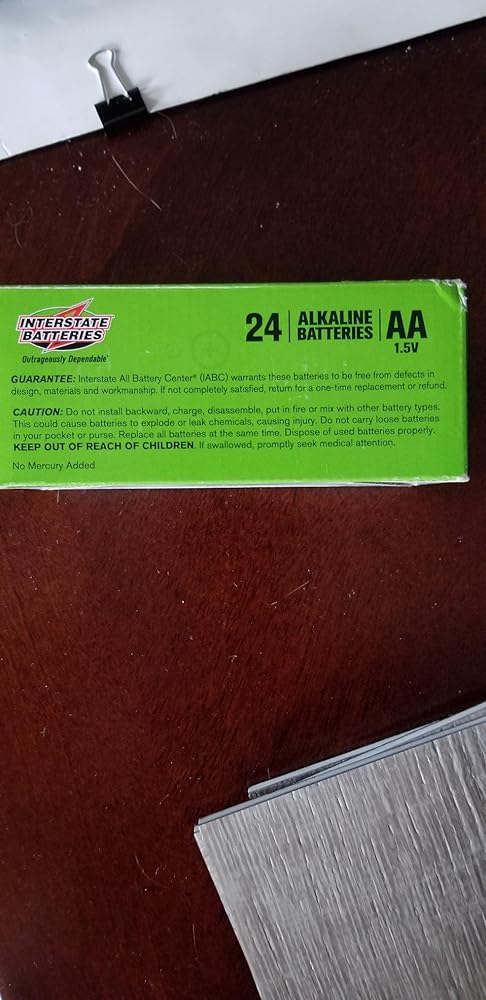 INTERSTATE
BATTERIES
Outrageously Dependable™
24 ALKALINE BATTERIES AA
1.5V
GUARANTEE: Interstate All Battery Center® (IABC) warrants these batteries to be free from defects in
design, materials and workmanship. If not completely satisfied, return for a one-time replacement or refund.
CAUTION: Do not install backward, charge, disassemble, put in fire or mix with other battery types.
This could cause batteries to explode or leak chemicals, causing injury. Do not carry loose batteries
in your pocket or purse. Replace all batteries at the same time. Dispose of used batteries properly.
KEEP OUT OF REACH OF CHILDREN. If swallowed, promptly seek medical attention.
No Mercury Added